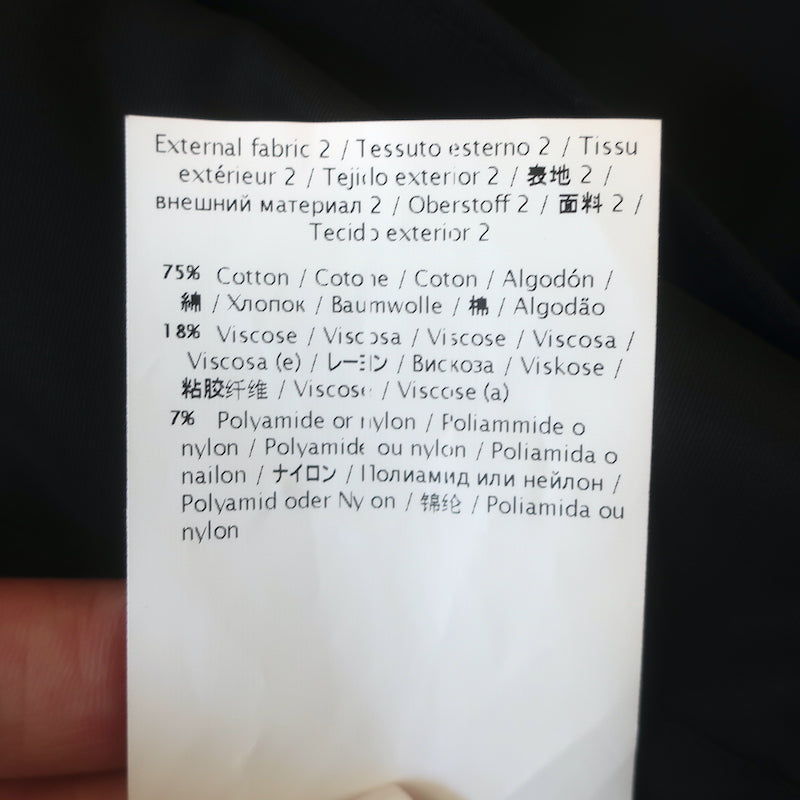 External fabric 2 / Tessuto esterno 2 / Tissu
extérieur 2 / Tejido exterior 2 / 表地 2 /
внешний материал 2 / Oberstoff 2 / 面料 2 /
Tecido exterior 2
75% Cotton / Cotone / Coton / Algodón /
綿 / Хлопок / Baumwolle / 棉 / Algodão
18% Viscose / Viscosa / Viscose / Viscosa /
Viscosa (e) / レーヨン / Вискоза / Viskose /
粘胶纤维 / Viscose / Viscose (a)
7% Polyamide or nylon / Poliammide o
nylon / Polyamide ou nylon / Poliamida o
nailon / ナイロン / Полиамид или нейлон /
Polyamid oder Nylon / 锦纶 / Poliamida ou
nylon